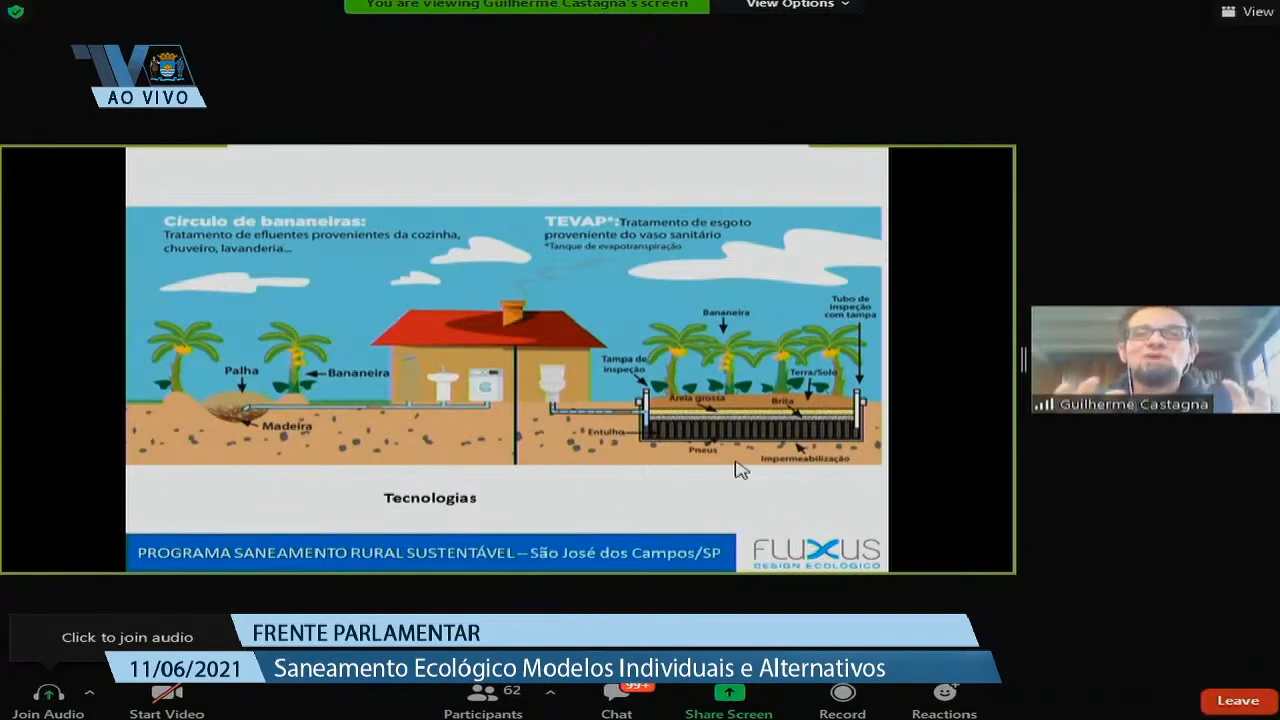 You are viewing Guilherme Castagna's screen
View Options
View
TV
AO VIVO
Círculo de bananeiras:
Tratamento de efluentes provenientes da cozinha,
chuveiro, lavanderia...
TEVAP*: Tratamento de esgoto
proveniente do vaso sanitário
*Tanque de evapotranspiração
Tubo de
inspeção
com tampa
Bananeira
Tampa de
inspeção
Palha
Bananeira
Terra/Solo
Areia grossa
Brita
Madeira
Entulho
Pneus
Impermeabilização
Guilherme Castagna
Tecnologias
PROGRAMA SANEAMENTO RURAL SUSTENTÁVEL – São José dos Campos/SP
FLUXUS
DESIGN ECOLÓGICO
Click to join audio
FRENTE PARLAMENTAR
11/06/2021
Saneamento Ecológico Modelos Individuais e Alternativos
62
99+
Join Audio
Start Video
Participants
Chat
Share Screen
Record
Reactions
Leave